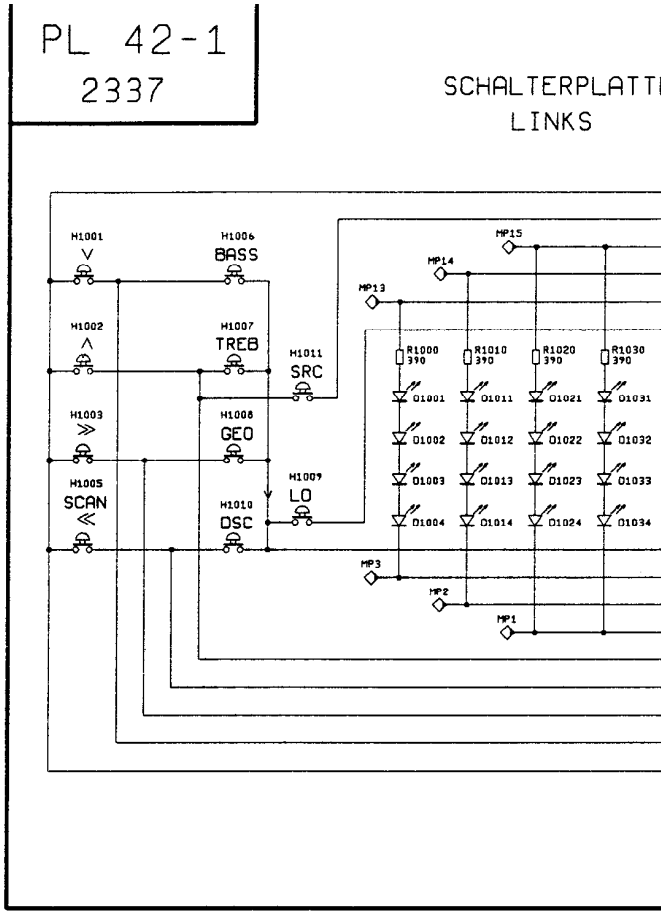 PL 42-1
2337
SCHALTERPLATTE
LINKS
H1001
V
H1006
BASS
MP15
MP14
MP13
H1002
Λ
H1007
TREB
H1011
SRC
R1000
390
R1010
390
R1020
390
R1030
390
D1001
D1011
D1021
D1031
H1003
>>
H1008
GEO
D1002
D1012
D1022
D1032
H1005
SCAN
<<
H1010
DSC
H1009
LO
D1003
D1013
D1023
D1033
D1004
D1014
D1024
D1034
MP3
MP2
MP1